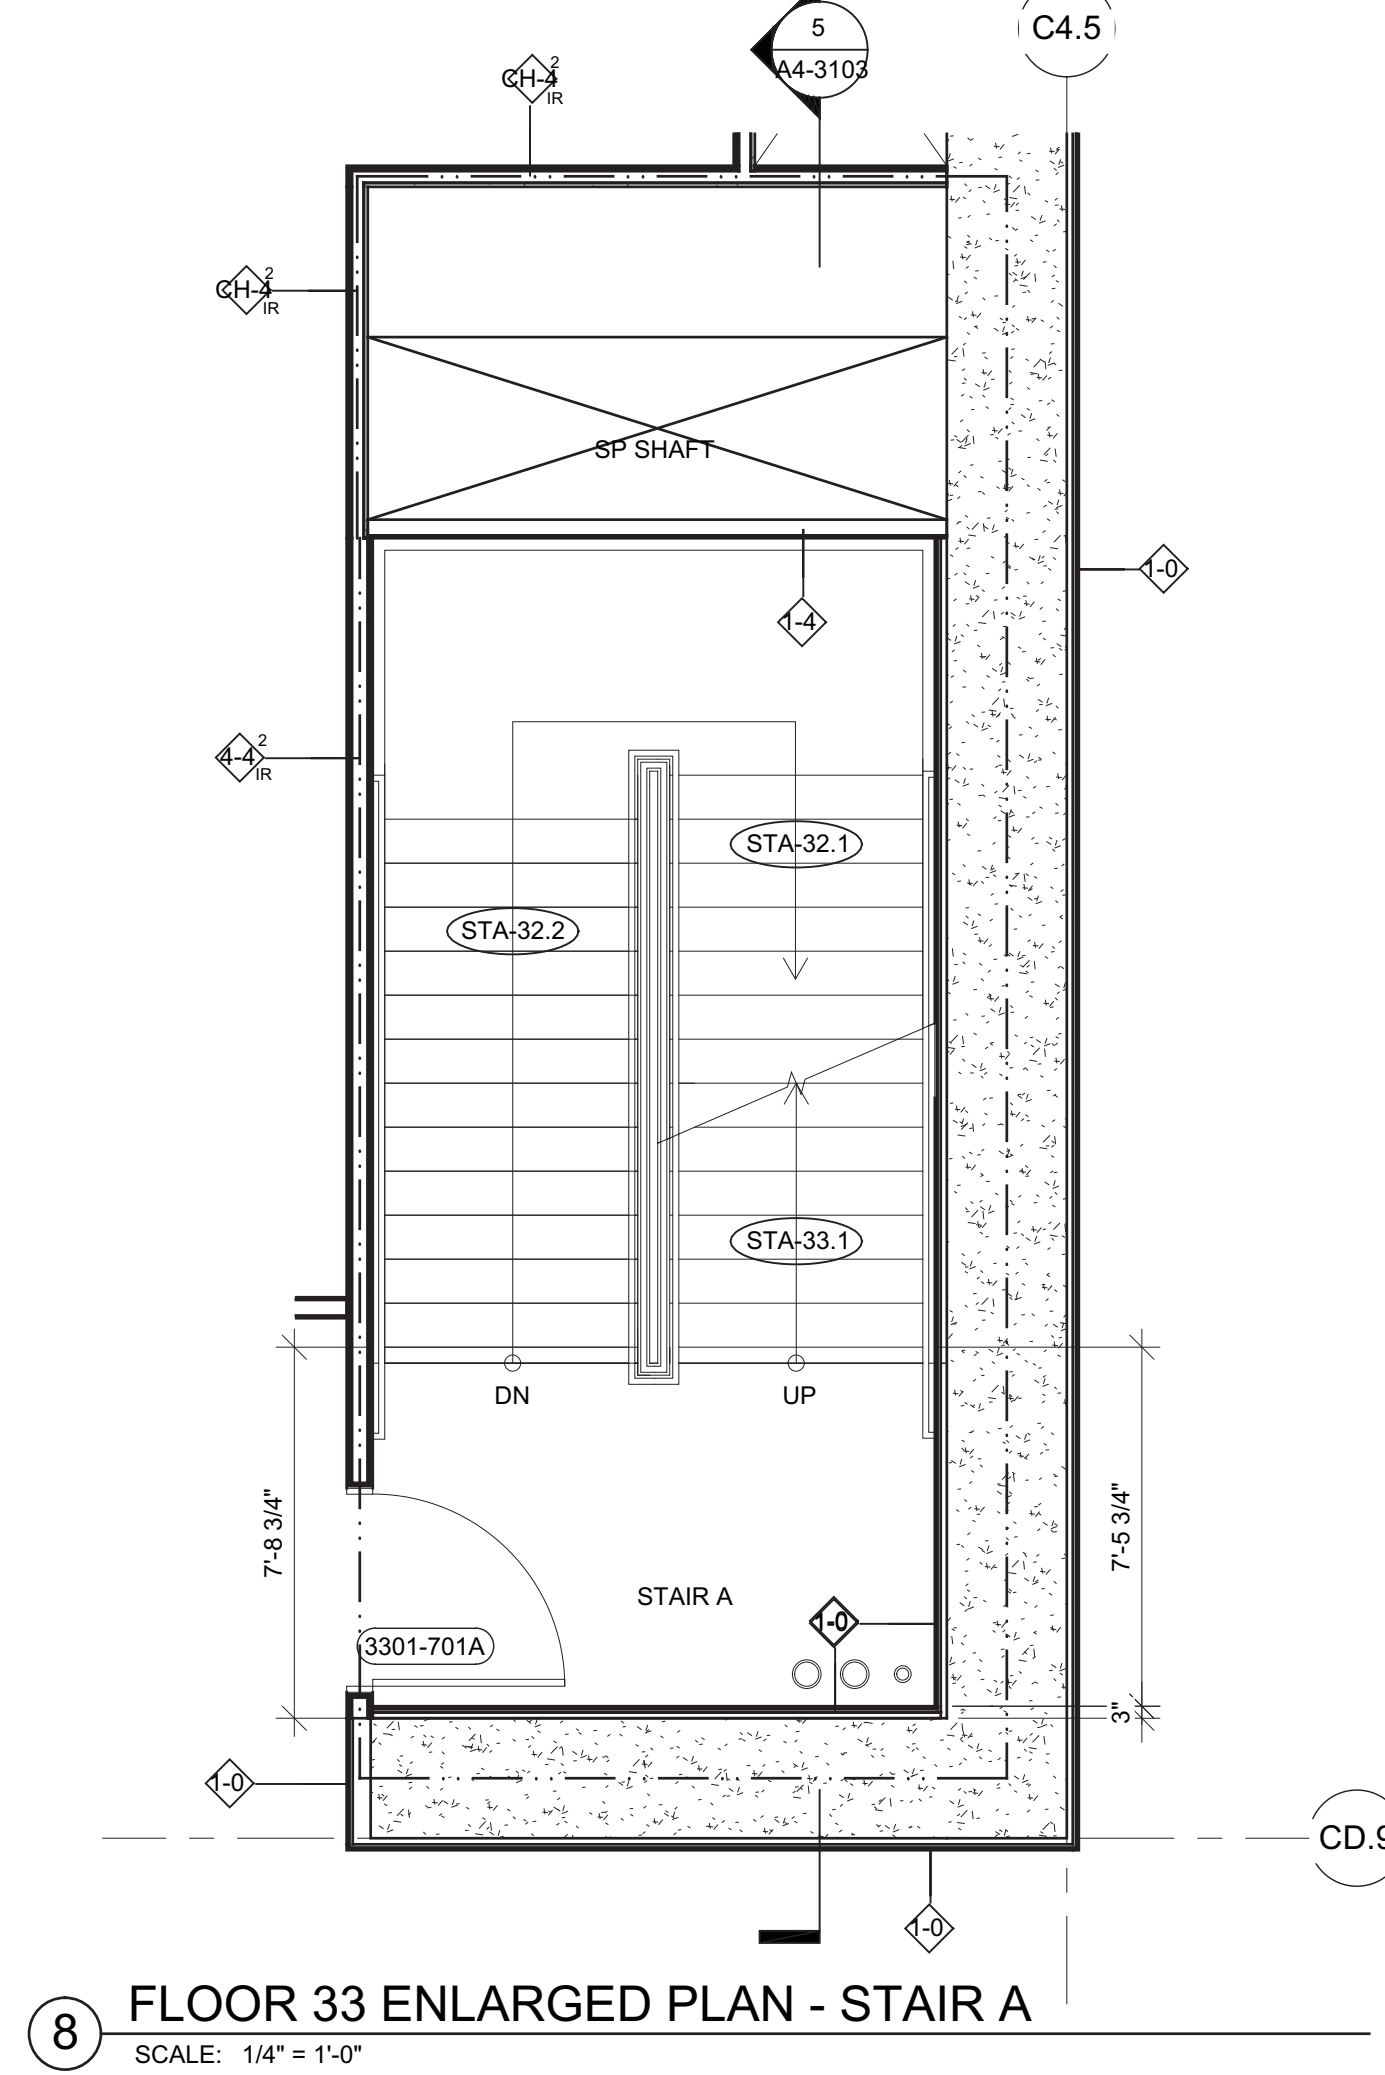 5
A4-3103
C4.5
CH-4
2
IR
CH-4
2
IR
SP SHAFT
1-0
1-4
4-4
2
IR
STA-32.1
STA-32.2
STA-33.1
DN
UP
7'-8 3/4"
7'-5 3/4"
STAIR A
1-0
3301-701A
3"
1-0
CD.9
1-0
8
FLOOR 33 ENLARGED PLAN - STAIR A
SCALE: 1/4" = 1'-0"